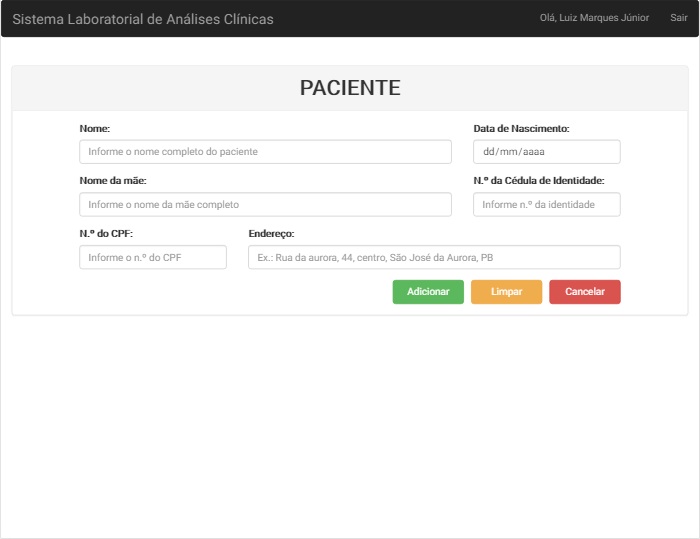 Sistema Laboratorial de Análises Clínicas Olá, Luiz Marques Júnior Sair
PACIENTE
Nome: Data de Nascimento:
Informe o nome completo do paciente dd/mm/aaaa
Nome da mãe: N.º da Cédula de Identidade:
Informe o nome da mãe completo Informe n.º da identidade
N.º do CPF: Endereço:
Informe o n.º do CPF Ex.: Rua da aurora, 44, centro, São José da Aurora, PB
Adicionar Limpar Cancelar